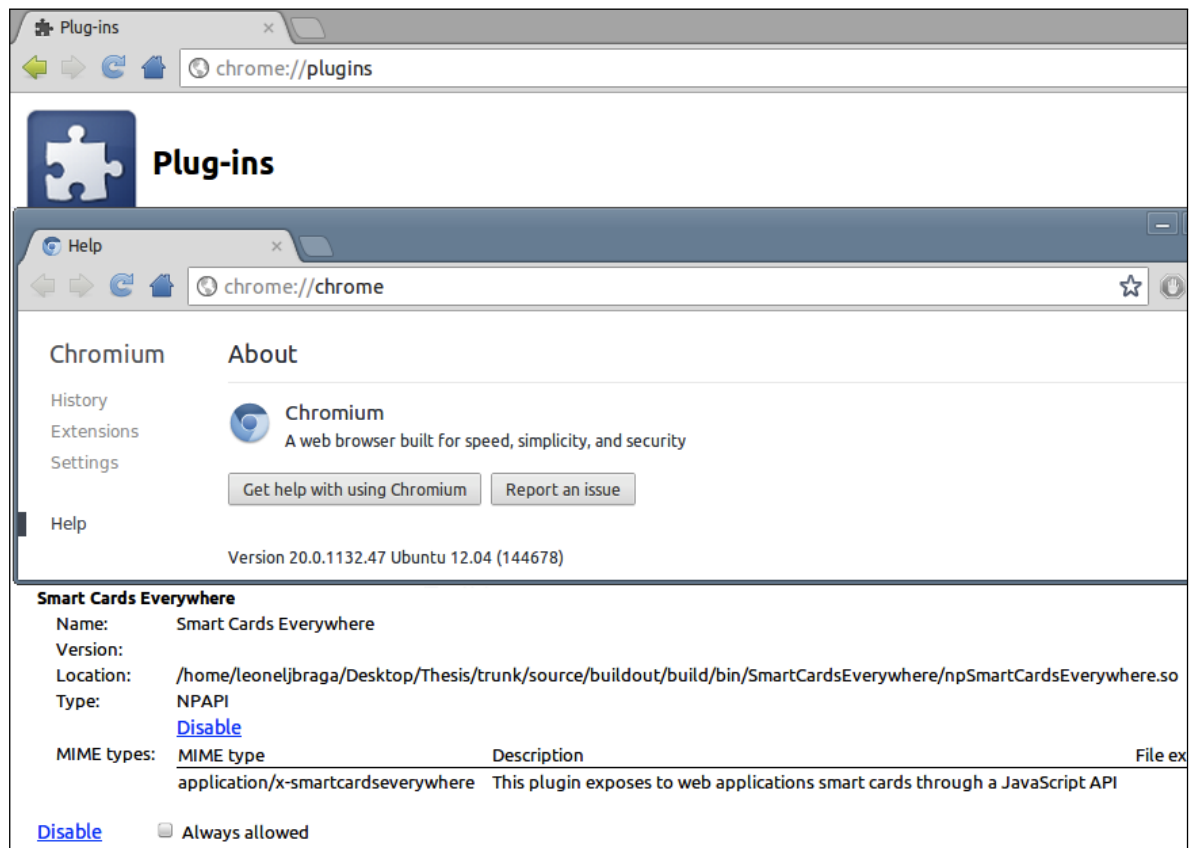 Plug-ins
chrome://plugins
Plug-ins
Help
chrome://chrome
Chromium
About
History
Extensions
Settings
Help
Chromium
A web browser built for speed, simplicity, and security
Get help with using Chromium
Report an issue
Version 20.0.1132.47 Ubuntu 12.04 (144678)
Smart Cards Everywhere
Name: Smart Cards Everywhere
Version:
Location: /home/leoneljbraga/Desktop/Thesis/trunk/source/buildout/build/bin/SmartCardsEverywhere/npSmartCardsEverywhere.so
Type: NPAPI
Disable
MIME types: MIME type Description File ex
application/x-smartcardseverywhere This plugin exposes to web applications smart cards through a JavaScript API
Disable Always allowed